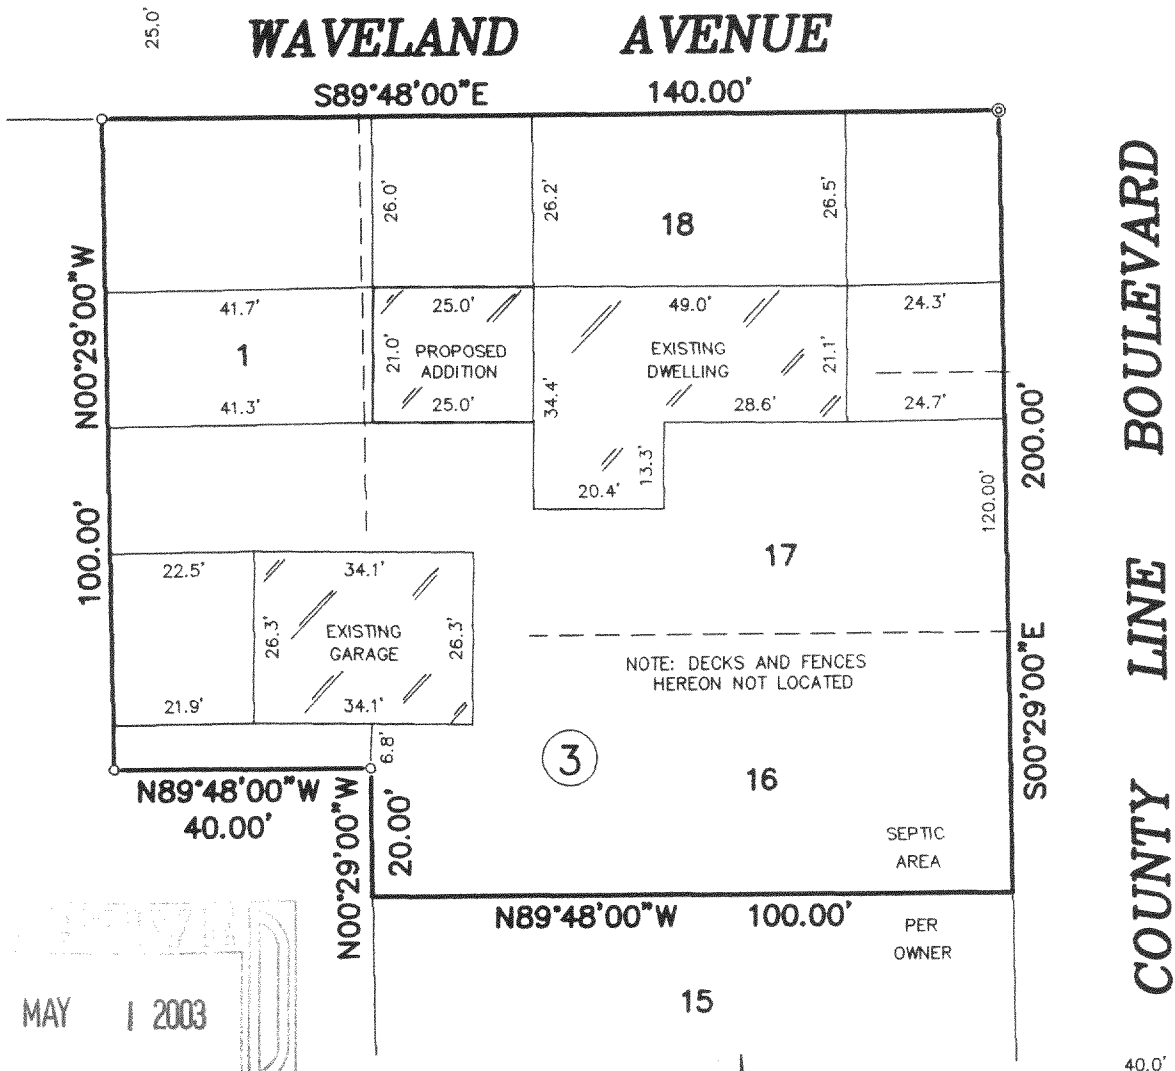 25.0'
WAVELAND AVENUE
S89°48'00"E 140.00'
26.0'
26.2'
26.5'
18
N00°29'00"W
100.00'
41.7'
1
41.3'
25.0'
21.0'
PROPOSED
ADDITION
25.0'
49.0'
EXISTING
DWELLING
34.4'
28.6'
21.1'
24.3'
24.7'
13.3'
20.4'
200.00'
S00°29'00"E
120.00'
17
22.5'
34.1'
26.3'
EXISTING
GARAGE
26.3'
21.9'
34.1'
NOTE: DECKS AND FENCES
HEREON NOT LOCATED
6.8'
3
16
N89°48'00"W
40.00'
N00°29'00"W
20.00'
SEPTIC
AREA
N89°48'00"W 100.00'
PER
OWNER
15
MAY 1 2003
COUNTY LINE BOULEVARD
40.0'